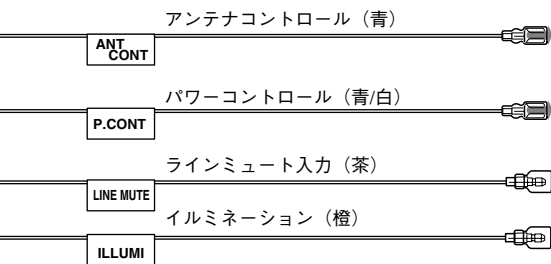 アンテナコントロール（青）
ANT
CONT
パワーコントロール（青/白）
P.CONT
ラインミュート入力（茶）
LINE MUTE
イルミネーション（橙）
ILLUMI